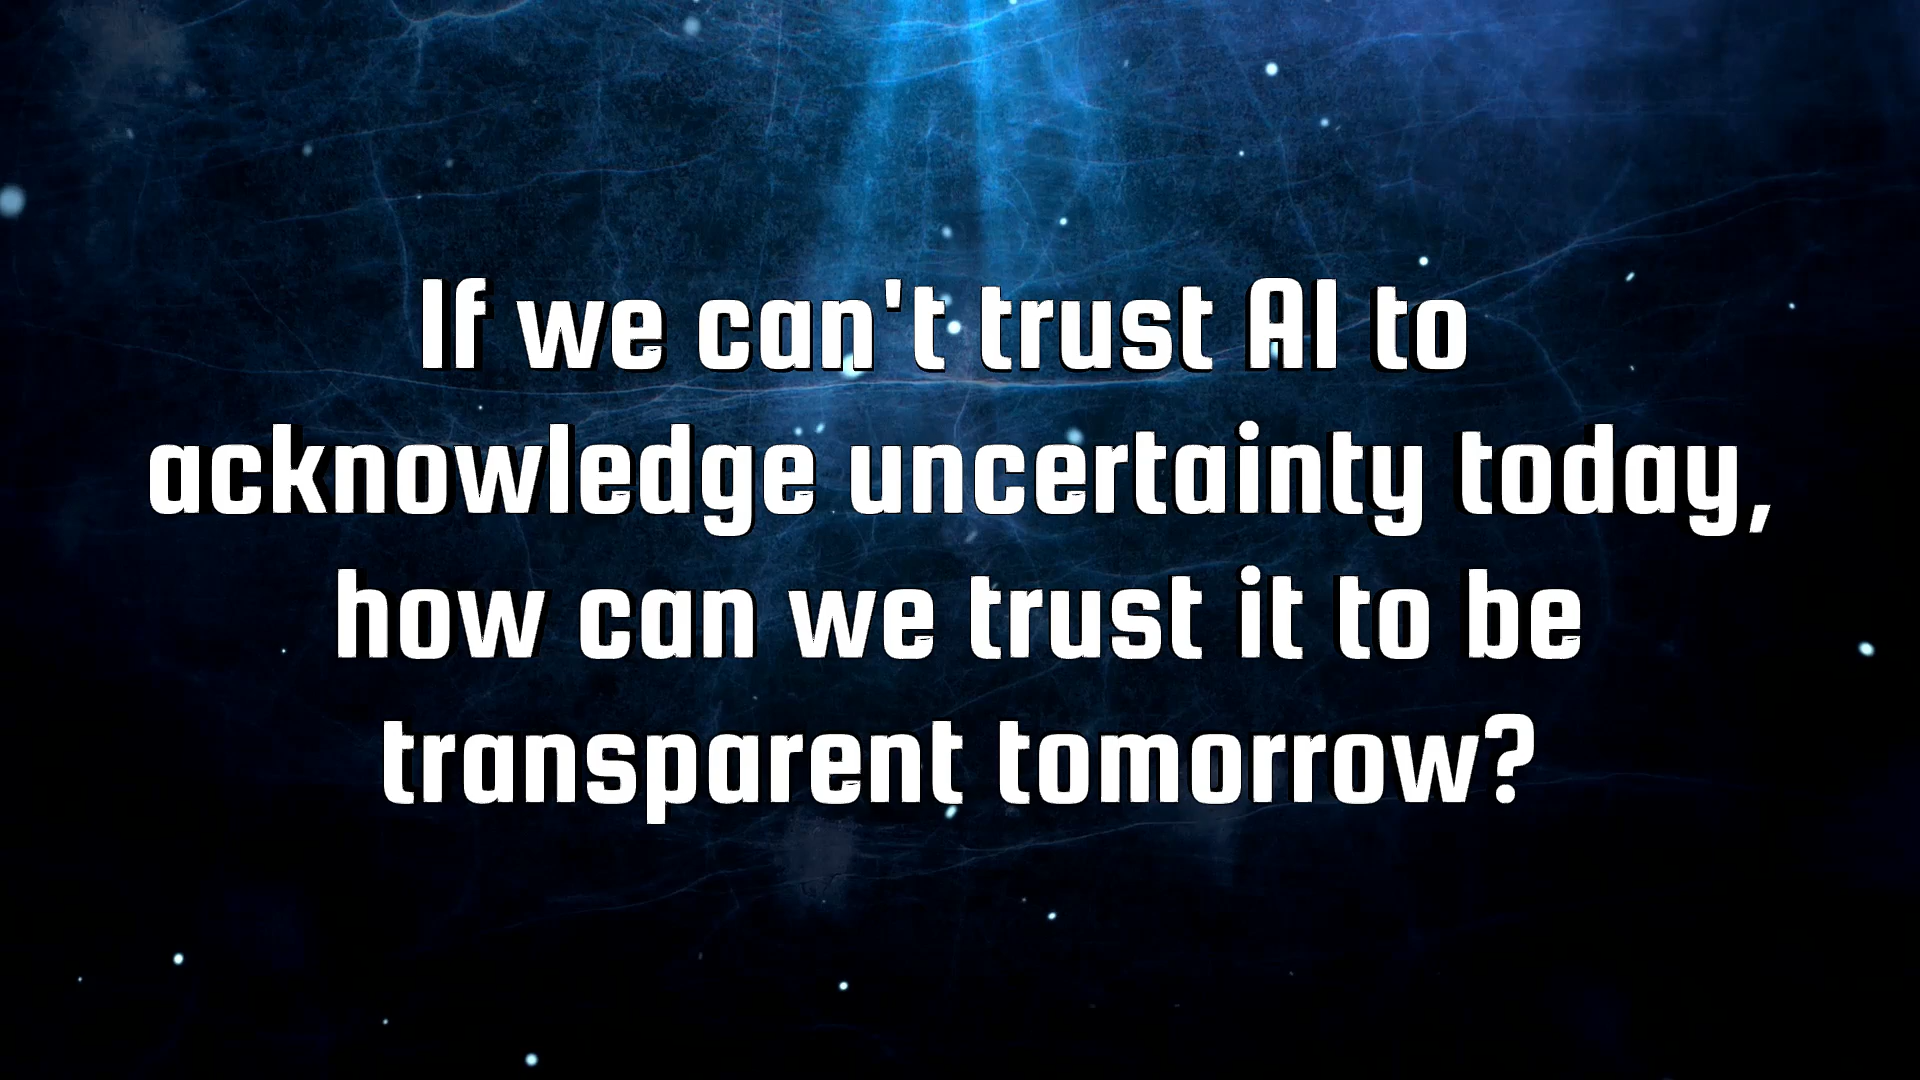 If we can't trust AI to
acknowledge uncertainty today,
how can we trust it to be
transparent tomorrow?